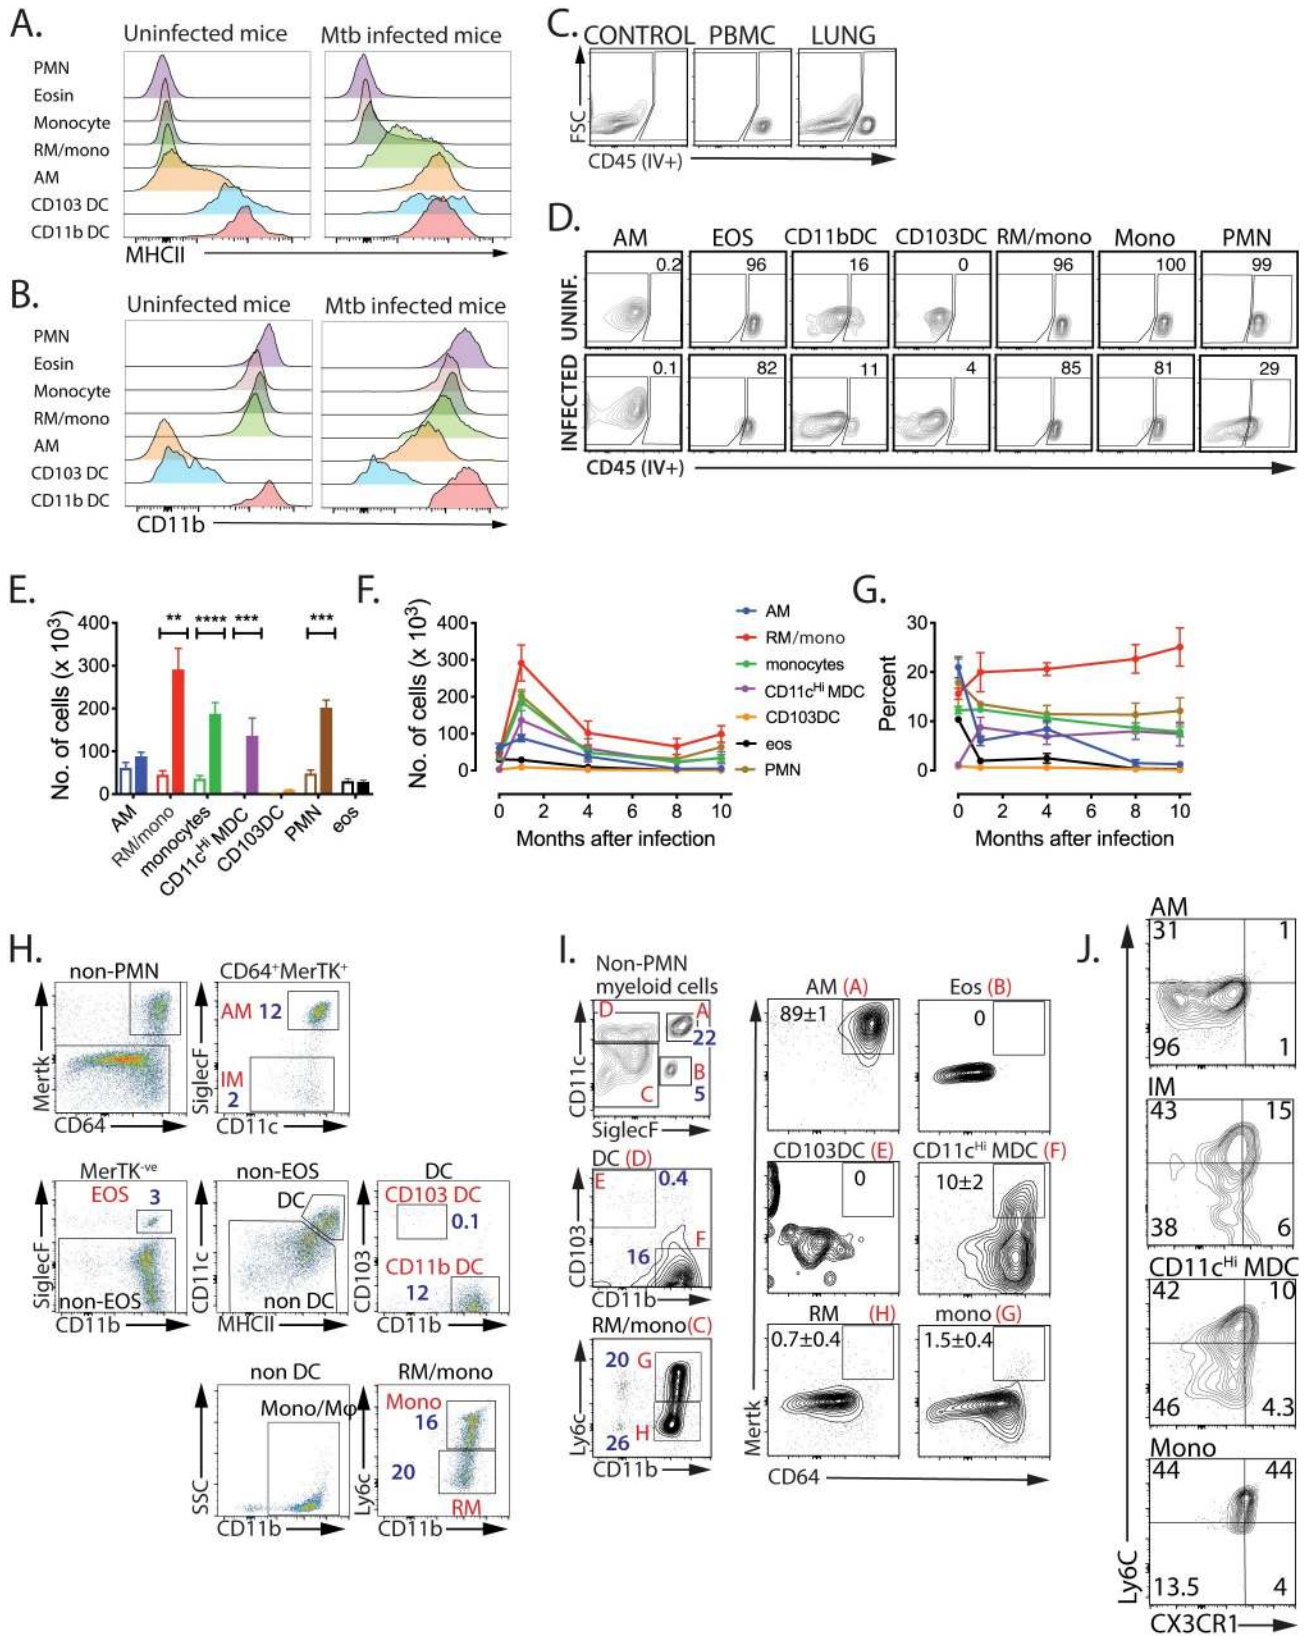 A.
Uninfected mice
Mtb infected mice
PMN
Eosin
Monocyte
RM/mono
AM
CD103 DC
CD11b DC
MHCII
B.
Uninfected mice
Mtb infected mice
PMN
Eosin
Monocyte
RM/mono
AM
CD103 DC
CD11b DC
CD11b
C.
CONTROL PBMC LUNG
FSC
CD45 (IV+)
D.
AM EOS CD11bDC CD103DC RM/mono Mono PMN
UNINF.
0.2 96 16 0 96 100 99
INFECTED
0.1 82 11 4 85 81 29
CD45 (IV+)
E.
No. of cells (x 10³)
400
300
200
100
0
** **** *** ***
AM
RM/mono
monocytes
CD11cHi MDC
CD103DC
PMN
eos
F.
No. of cells (x 10³)
400
300
200
100
0
0 2 4 6 8 10
Months after infection
AM
RM/mono
monocytes
CD11cHi MDC
CD103DC
eos
PMN
G.
Percent
30
20
10
0
0 2 4 6 8 10
Months after infection
H.
non-PMN
Mertk
CD64
CD64+MerTK+
AM 12
IM
2
SiglecF
CD11c
MerTK-ve
EOS 3
non-EOS
SiglecF
CD11b
non-EOS
DC
non DC
CD11c
MHCII
DC
CD103 DC
0.1
CD11b DC
12
CD103
CD11b
non DC
Mono/Mφ
SSC
CD11b
RM/mono
Mono
16
20
RM
Ly6c
CD11b
I.
Non-PMN
myeloid cells
D
A
22
B
5
C
CD11c
SiglecF
AM (A)
89±1
Eos (B)
0
DC (D)
E
0.4
F
16
CD103
CD11b
CD103DC (E)
0
CD11cHi MDC (F)
10±2
RM/mono(C)
20 G
H
26
Ly6c
CD11b
RM (H)
0.7±0.4
mono (G)
1.5±0.4
Mertk
CD64
J.
AM
31 1
96 1
IM
43 15
38 6
CD11cHi MDC
42 10
46 4.3
Mono
44 44
13.5 4
Ly6C
CX3CR1